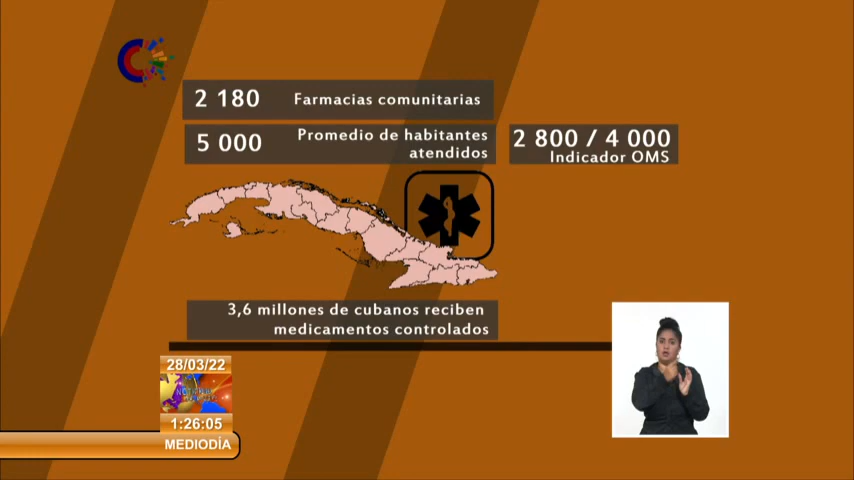 2 180 Farmacias comunitarias
5 000 Promedio de habitantes
atendidos
2 800 / 4 000
Indicador OMS
3,6 millones de cubanos reciben
medicamentos controlados
28/03/22
1:26:05
MEDIODÍA